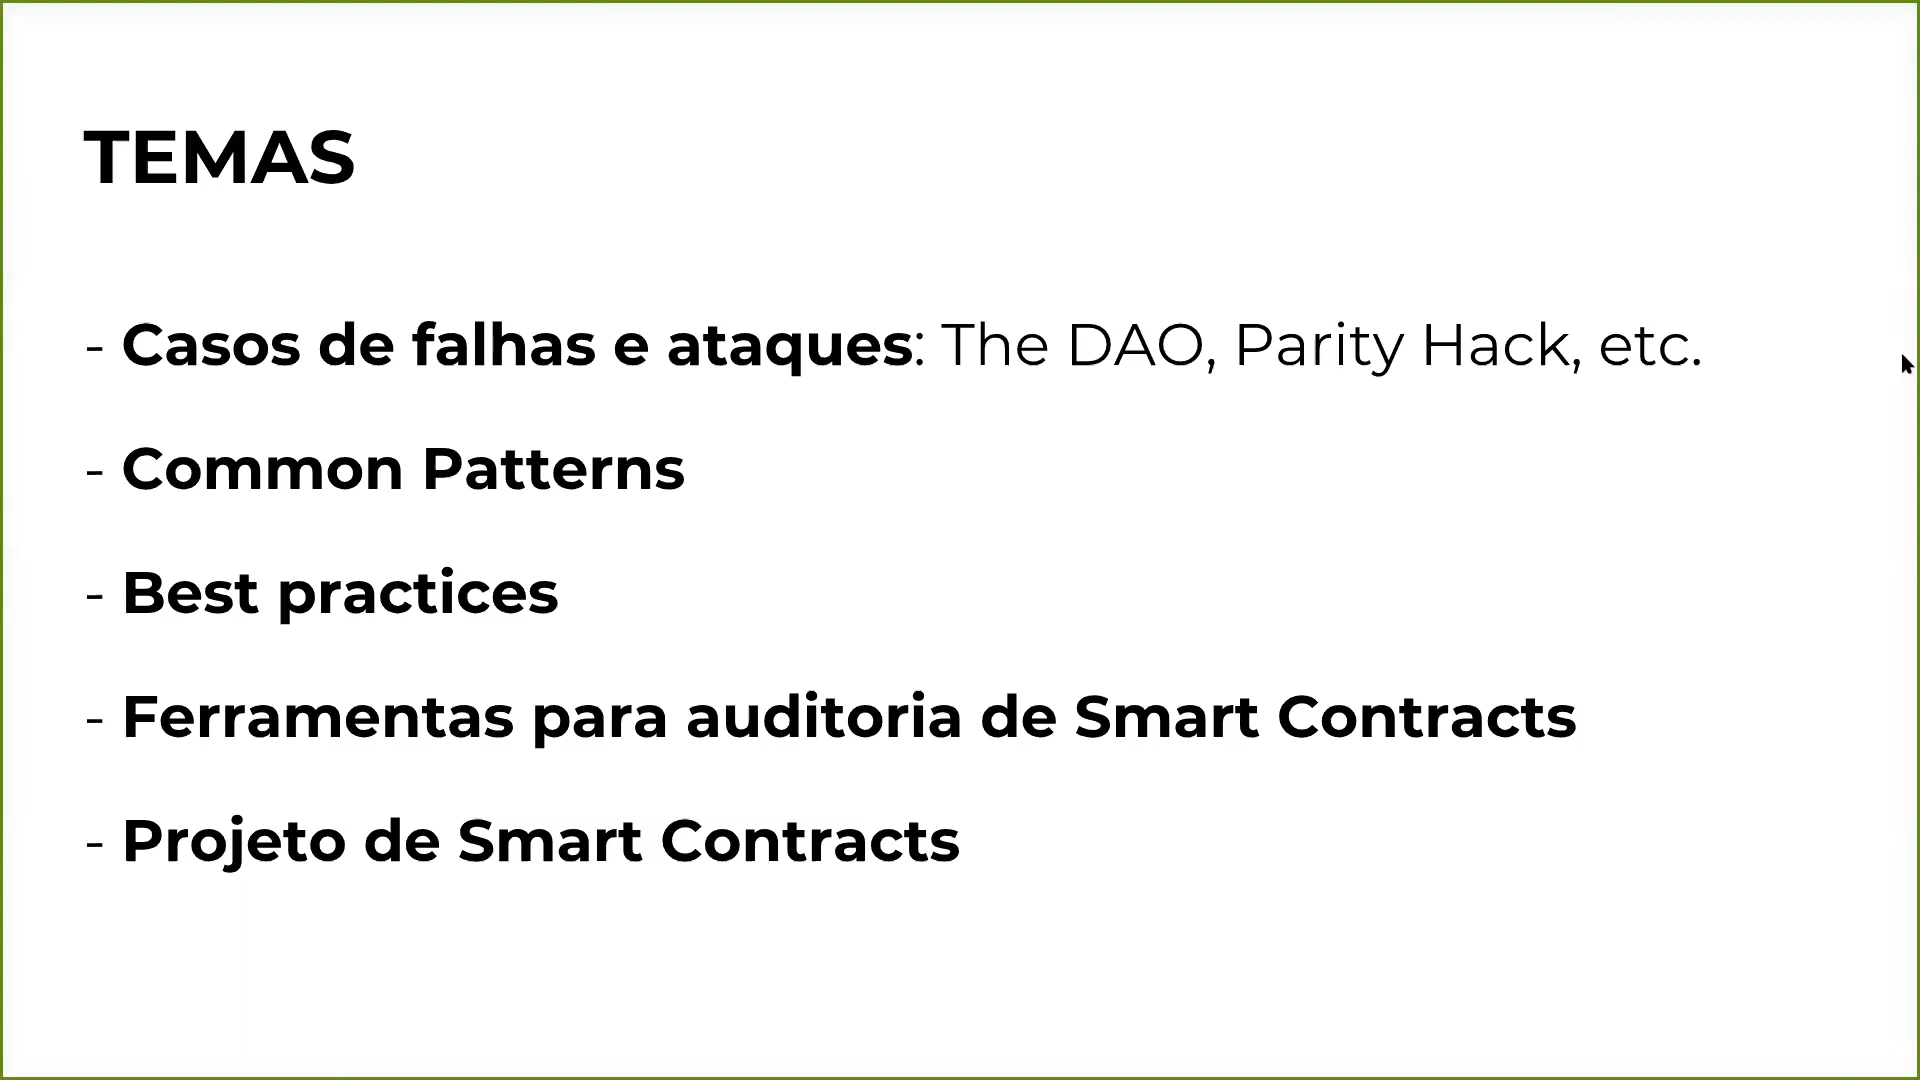 TEMAS
- Casos de falhas e ataques: The DAO, Parity Hack, etc.
- Common Patterns
- Best practices
- Ferramentas para auditoria de Smart Contracts
- Projeto de Smart Contracts